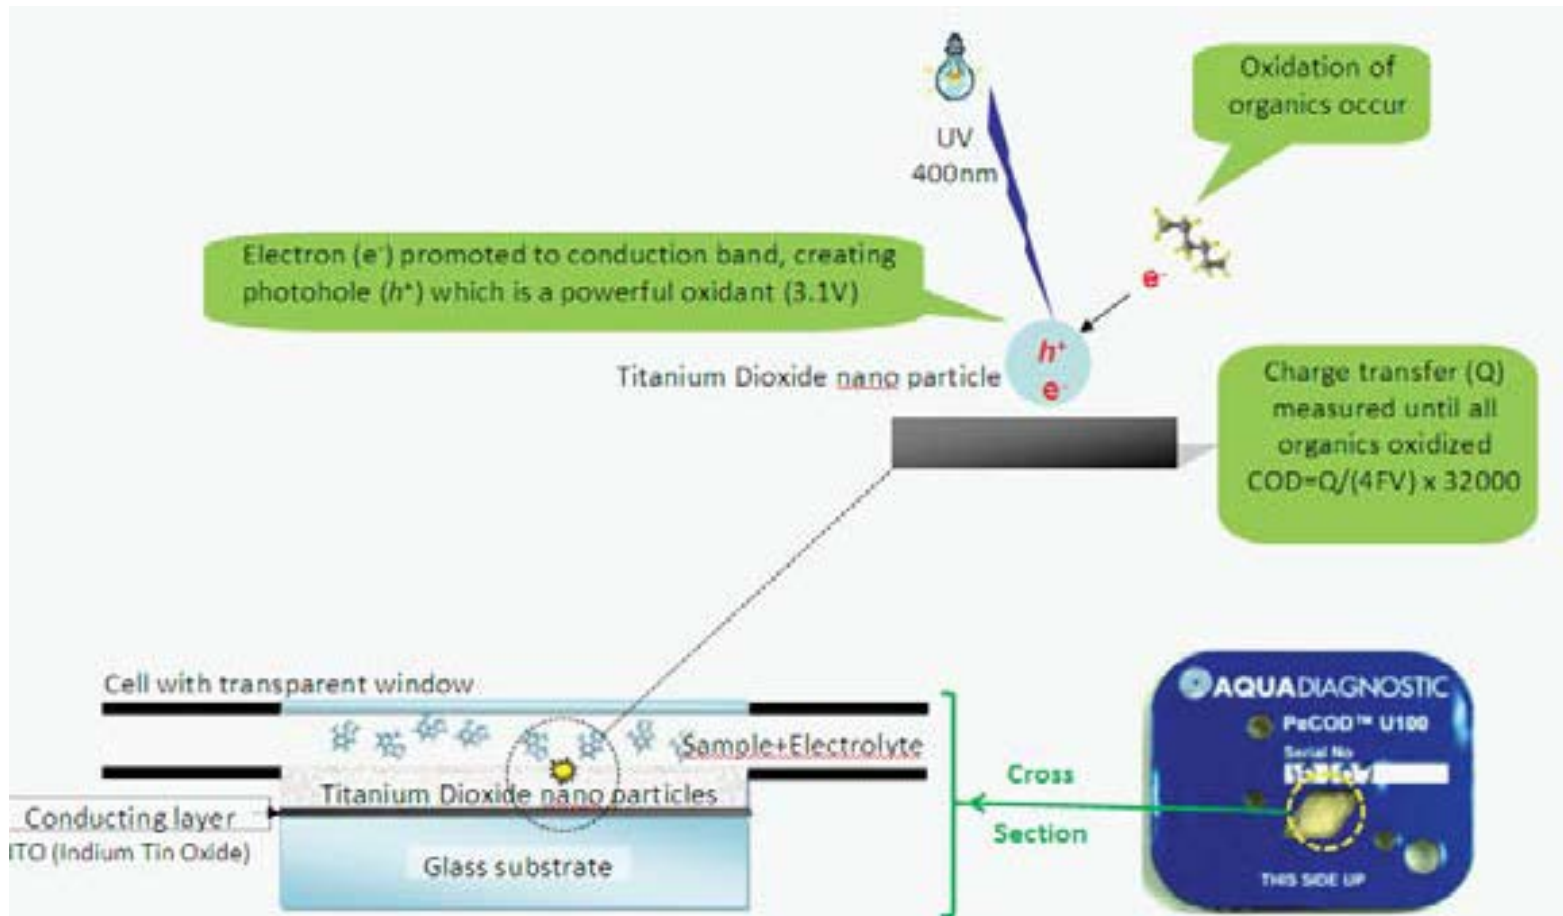 UV
400nm
Oxidation of
organics occur
Electron (e⁻) promoted to conduction band, creating
photohole (h⁺) which is a powerful oxidant (3.1V)
e⁻
h⁺
e⁻
Titanium Dioxide nano particle
Charge transfer (Q)
measured until all
organics oxidized
COD=Q/(4FV) x 32000
Cell with transparent window
Sample+Electrolyte
Titanium Dioxide nano particles
Conducting layer
ITO (Indium Tin Oxide)
Glass substrate
Cross
Section
AQUADIAGNOSTIC
PeCOD™ U100
Serial No
THIS SIDE UP